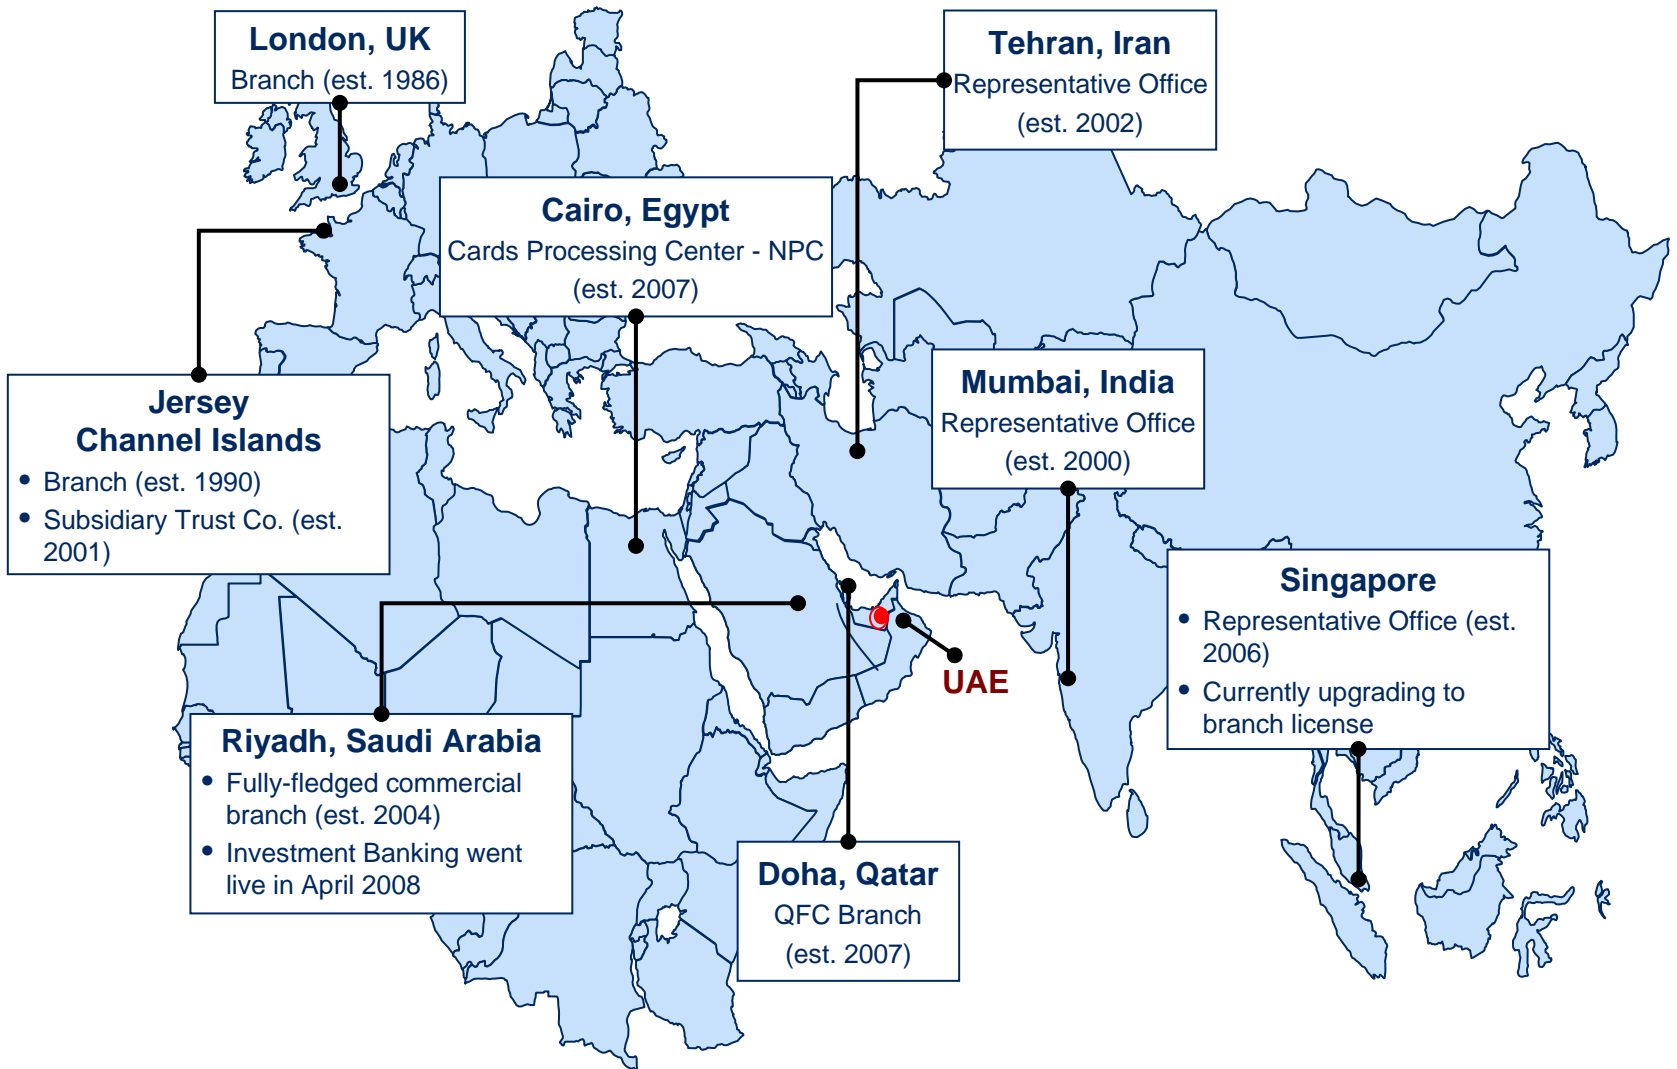 London, UK
Branch (est. 1986)
Tehran, Iran
Representative Office
(est. 2002)
Cairo, Egypt
Cards Processing Center - NPC
(est. 2007)
Jersey
Channel Islands
• Branch (est. 1990)
• Subsidiary Trust Co. (est.
2001)
Mumbai, India
Representative Office
(est. 2000)
Singapore
• Representative Office (est.
2006)
• Currently upgrading to
branch license
UAE
Riyadh, Saudi Arabia
• Fully-fledged commercial
branch (est. 2004)
• Investment Banking went
live in April 2008
Doha, Qatar
QFC Branch
(est. 2007)